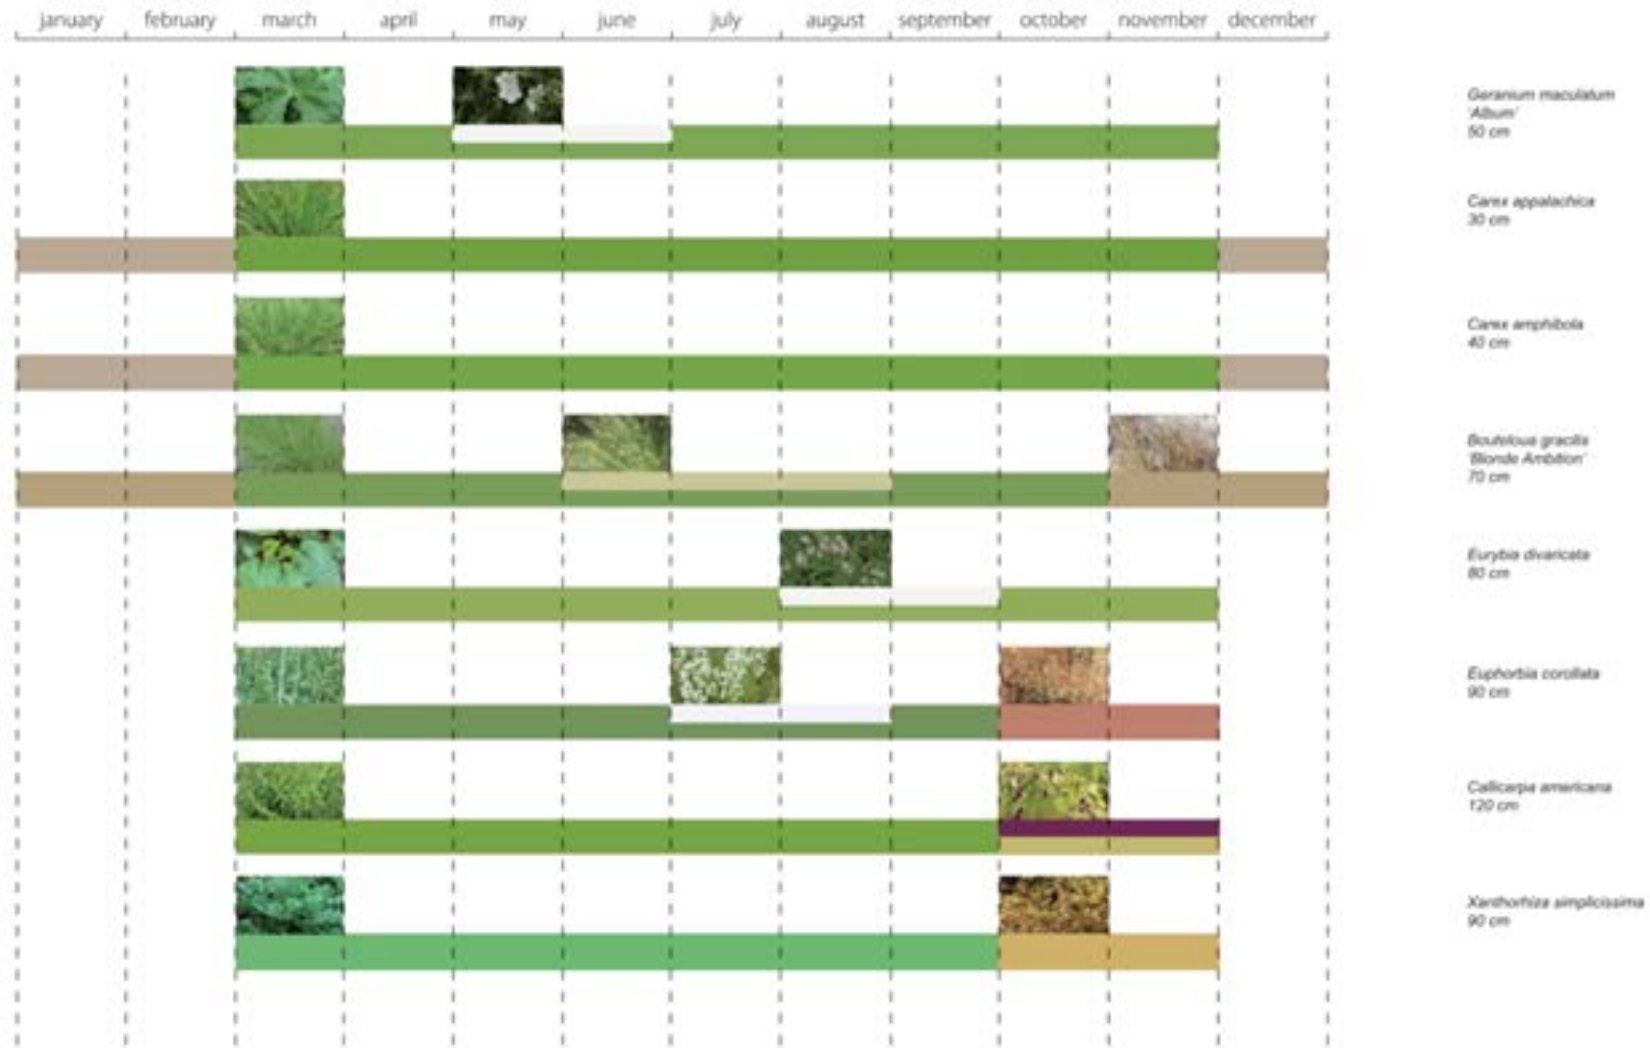 january february march april may june july august september october november december
Geranium maculatum
'Album'
50 cm
Carex appalachica
30 cm
Carex amphibola
40 cm
Bouteloua gracilis
'Blonde Ambition'
70 cm
Eurybia divaricata
80 cm
Euphorbia corollata
90 cm
Callicarpa americana
120 cm
Xanthorhiza simplicissima
90 cm